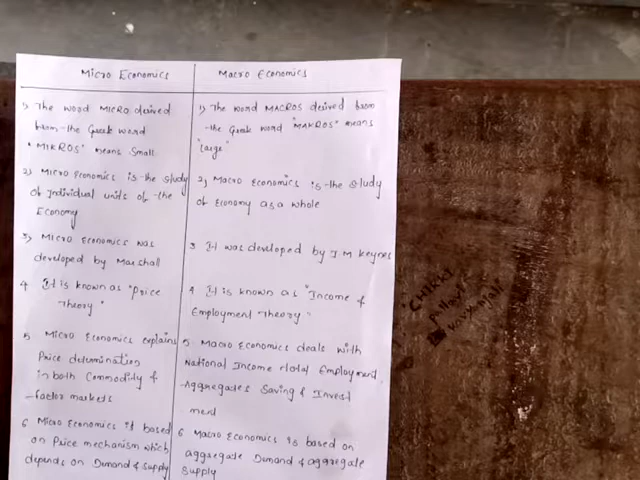 Micro Economics
Macro Economics
1) The word MICRO deived
from the Greek word
"MIKROS" means Small
2) Micro Economics is the study
of Individual units of the
Economy
3) Micro Economics was
developed by Marshall
4 It is known as "Price
Theory"
5 Micro Economics explains
Price determination
in both Commodity &
factor markets
6 Micro Economics is based
on Price mechanism which
depends on Demand & supply
1) The word MACROS deived from
the Greek word "MAKROS" means
"Large"
2) Macro Economics is the study
of Economy as a whole
3 It was developed by J M Keynes
4 It is known as "Income &
Employment Theory"
5 Macro Economics deals with
National Income Total Employment
Aggregates Saving & Invest
ment
6 Macro Economics is based on
aggregate Demand & aggregate
Supply
"CHIKKI
Pallavi